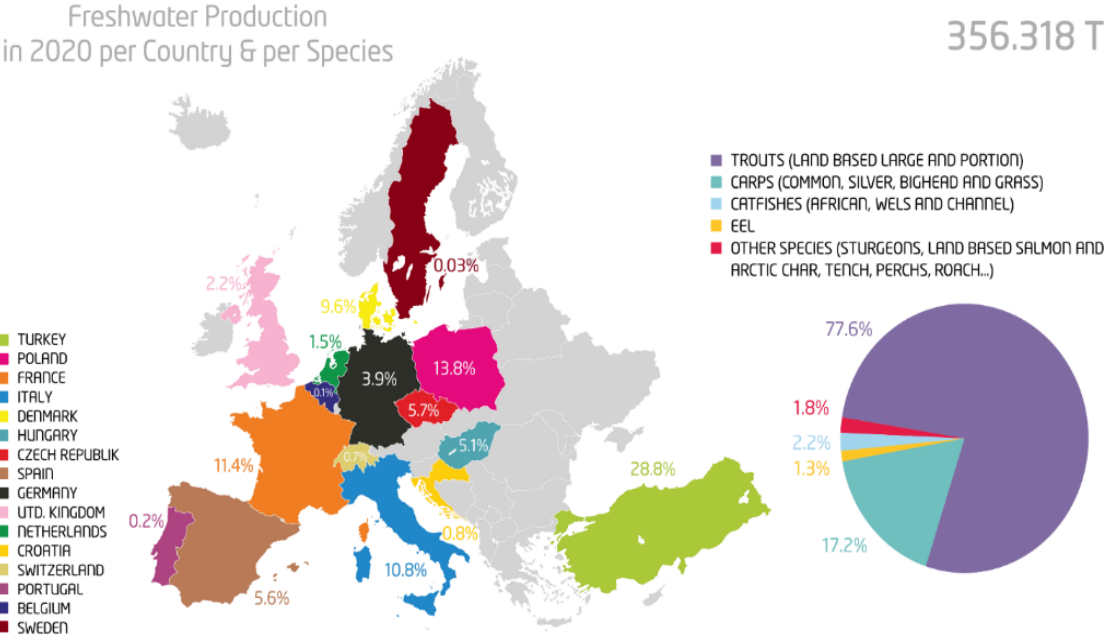 Freshwater Production
in 2020 per Country & per Species
356.318 T
TROUTS (LAND BASED LARGE AND PORTION)
CARPS (COMMON, SILVER, BIGHEAD AND GRASS)
CATFISHES (AFRICAN, WELS AND CHANNEL)
EEL
OTHER SPECIES (STURGEONS, LAND BASED SALMON AND
ARCTIC CHAR, TENCH, PERCHS, ROACH...)
TURKEY
POLAND
FRANCE
ITALY
DENMARK
HUNGARY
CZECH REPUBLIK
SPAIN
GERMANY
UTD. KINGDOM
NETHERLANDS
CROATIA
SWITZERLAND
PORTUGAL
BELGIUM
SWEDEN
0.03%
2.2%
9.6%
1.5%
3.9%
13.8%
0.1%
5.7%
5.1%
0.7%
11.4%
28.8%
0.2%
0.8%
10.8%
5.6%
77.6%
1.8%
2.2%
1.3%
17.2%